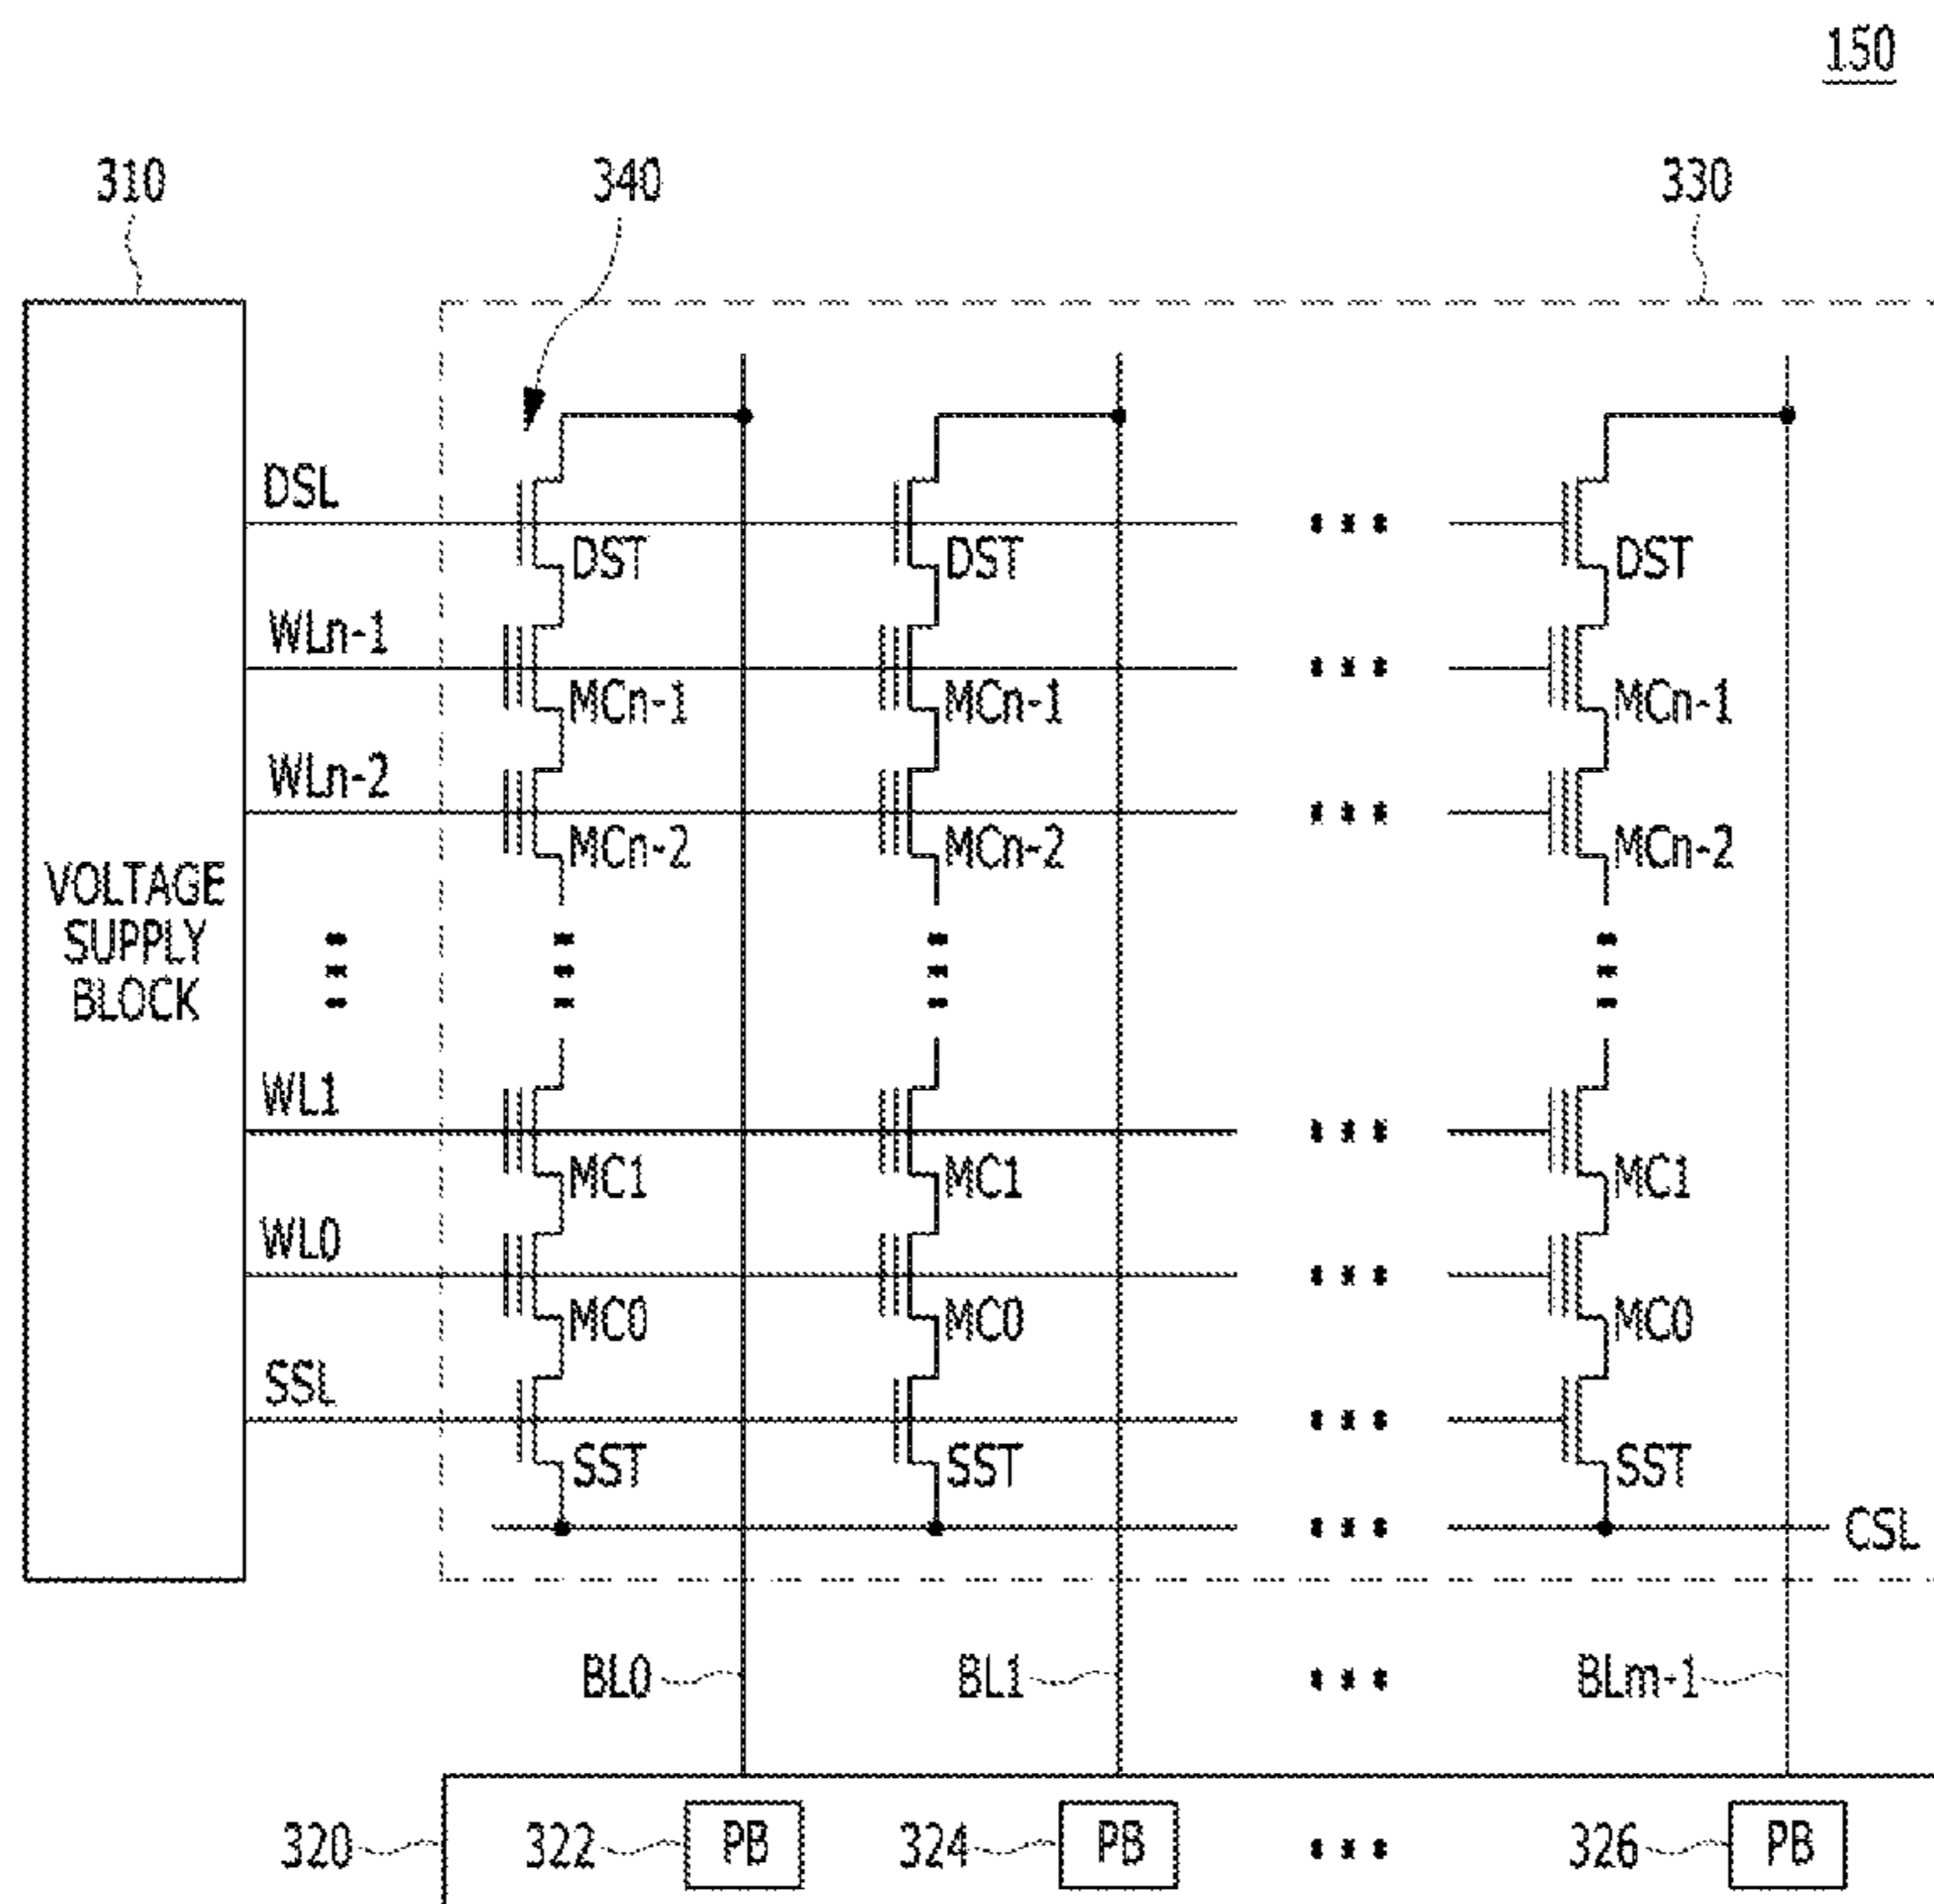 150
310 340 330
DSL
DST DST DST
WLn-1
MCn-1 MCn-1 MCn-1
WLn-2
MCn-2 MCn-2 MCn-2
VOLTAGE
SUPPLY
BLOCK
WL1
MC1 MC1 MC1
WL0
MC0 MC0 MC0
SSL
SST SST SST
CSL
BL0 BL1 BLm-1
320 322 PB 324 PB 326 PB